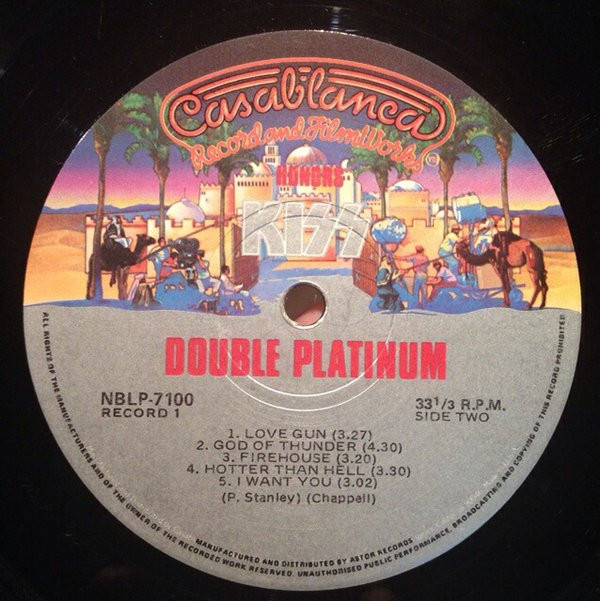 Casablanca
Record and FilmWorks
®
HONORS
KISS
DOUBLE PLATINUM
NBLP-7100
RECORD 1
33 1/3 R.P.M.
SIDE TWO
1. LOVE GUN (3.27)
2. GOD OF THUNDER (4.30)
3. FIREHOUSE (3.20)
4. HOTTER THAN HELL (3.30)
5. I WANT YOU (3.02)
(P. Stanley) (Chappell)
MANUFACTURED AND DISTRIBUTED BY ASTOR RECORDS
ALL RIGHTS OF THE MANUFACTURERS AND OF THE OWNER OF THE RECORDED WORK RESERVED. UNAUTHORISED PUBLIC PERFORMANCE, BROADCASTING AND COPYING OF THIS RECORD PROHIBITED